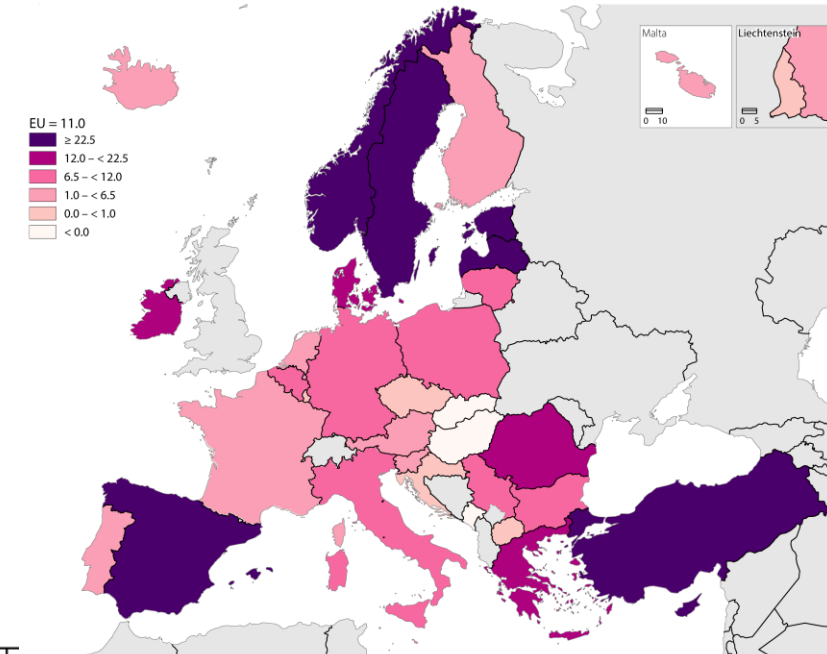 Malta
0 10
Liechtenstein
0 5
EU = 11.0
≥ 22.5
12.0 – < 22.5
6.5 – < 12.0
1.0 – < 6.5
0.0 – < 1.0
< 0.0